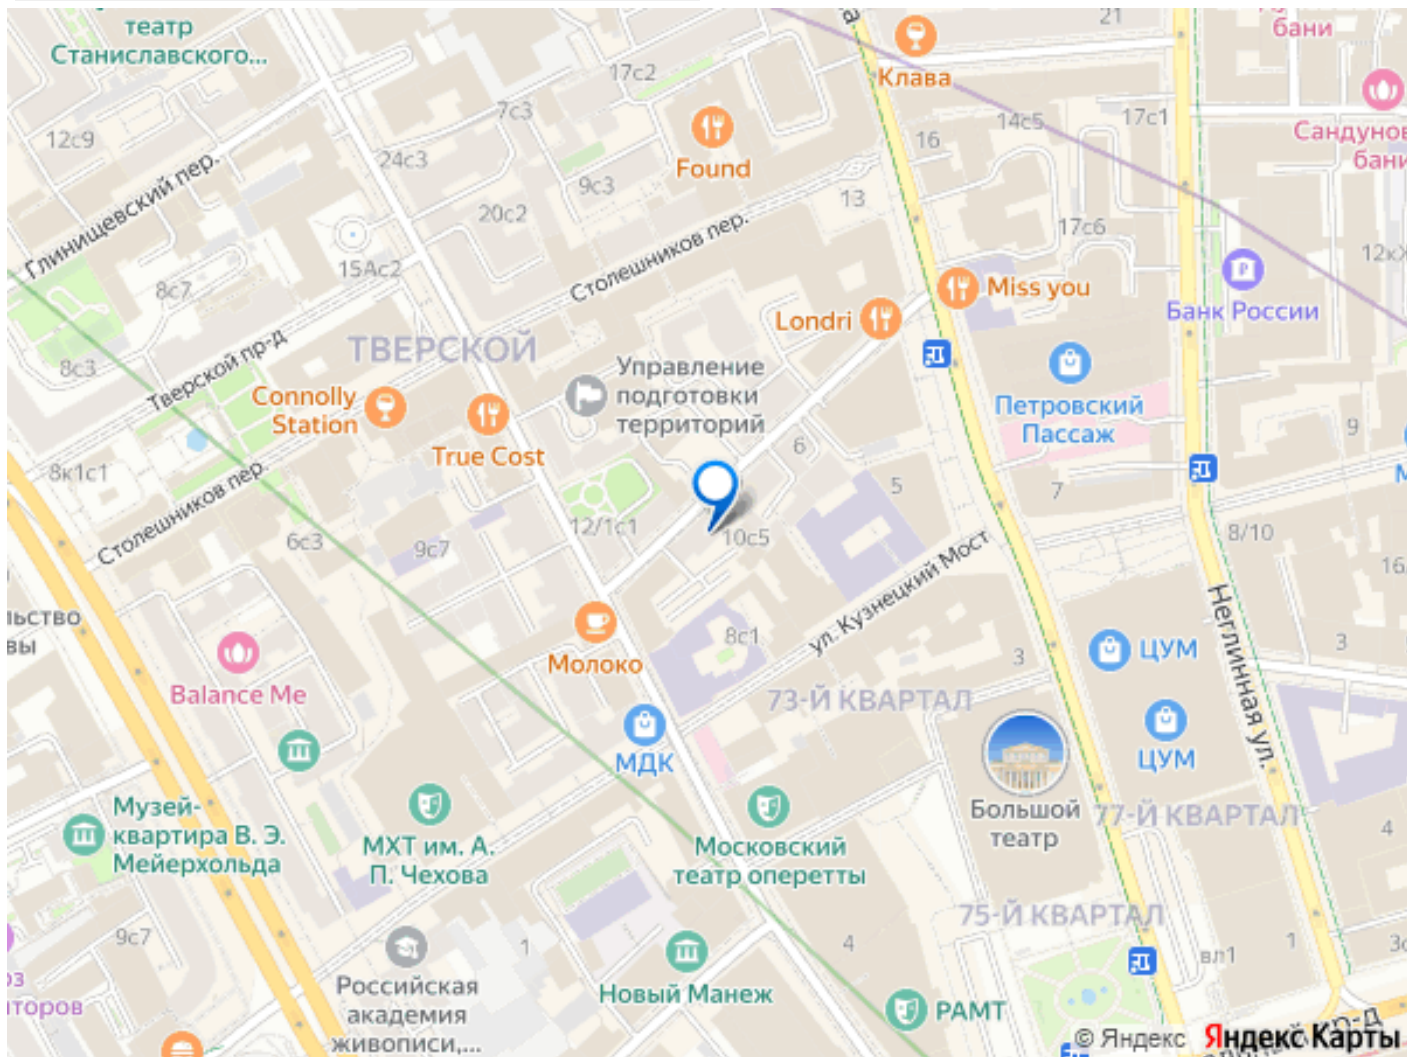 театр
Станиславского...
17с2
21
бани
Клава
7с3
14с5
17с1
12с9
16
Сандунов
бани
24с3
Found
Глинищевский пер.
9с3
13
20с2
Столешников пер.
17с6
15Ас2
8с7
Miss you
Банк России
Londri
ТВЕРСКОЙ
8с3
Тверской пр-д
Управление
подготовки
территорий
Connolly
Station
Петровский
Пассаж
True Cost
6
9
8к1с1
5
7
Столешников пер.
12/1с1
10с5
6с3
9с7
8/10
ул. Кузнецкий Мост
Неглинная ул.
8с1
3
3
ЦУМ
Молоко
Balance Me
73-Й КВАРТАЛ
МДК
ЦУМ
Музей-
квартира В. Э.
Мейерхольда
МХТ им. А.
П. Чехова
Московский
театр оперетты
Большой
театр
77-Й КВАРТАЛ
4
75-Й КВАРТАЛ
9с7
1
4
вл1
1
Российская
академия
живописи,...
Новый Манеж
РАМТ
© Яндекс
Яндекс Карты